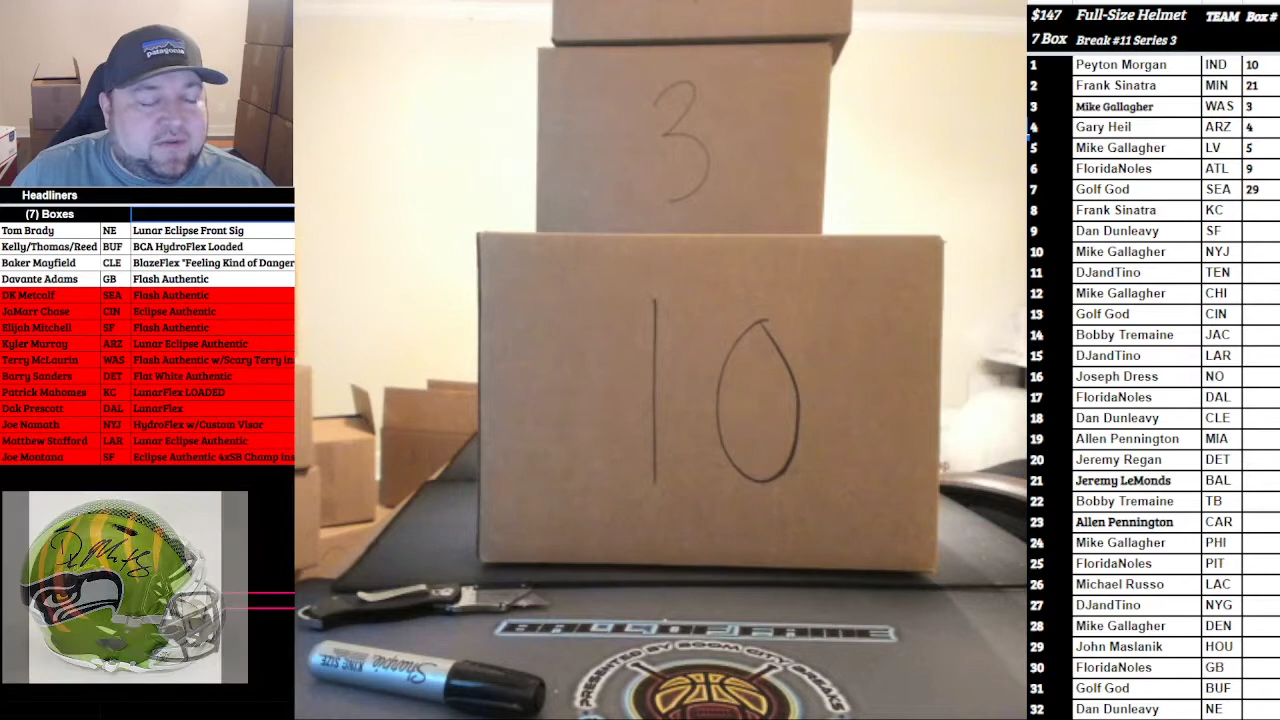 patagonia
Headliners
(7) Boxes
Tom Brady NE Lunar Eclipse Front Sig
Kelly/Thomas/Reed BUF BCA HydroFlex Loaded
Baker Mayfield CLE BlazeFlex "Feeling Kind of Danger
Davante Adams GB Flash Authentic
DK Metcalf SEA Flash Authentic
JaMarr Chase CIN Eclipse Authentic
Elijah Mitchell SF Flash Authentic
Kyler Murray ARZ Lunar Eclipse Authentic
Terry McLaurin WAS Flash Authentic w/Scary Terry in
Barry Sanders DET Flat White Authentic
Patrick Mahomes KC LunarFlex LOADED
Dak Prescott DAL LunarFlex
Joe Namath NYJ HydroFlex w/Custom Visor
Matthew Stafford LAR Lunar Eclipse Authentic
Joe Montana SF Eclipse Authentic 4xSB Champ ins
3
10
Sharpie
KING SIZE
BALL OF FAME
PRESENTED BY BOOM CITY BREAKS
$147 Full-Size Helmet TEAM Box #
7 Box Break #11 Series 3
1 Peyton Morgan IND 10
2 Frank Sinatra MIN 21
3 Mike Gallagher WAS 3
4 Gary Heil ARZ 4
5 Mike Gallagher LV 5
6 FloridaNoles ATL 9
7 Golf God SEA 29
8 Frank Sinatra KC
9 Dan Dunleavy SF
10 Mike Gallagher NYJ
11 DJandTino TEN
12 Mike Gallagher CHI
13 Golf God CIN
14 Bobby Tremaine JAC
15 DJandTino LAR
16 Joseph Dress NO
17 FloridaNoles DAL
18 Dan Dunleavy CLE
19 Allen Pennington MIA
20 Jeremy Regan DET
21 Jeremy LeMonds BAL
22 Bobby Tremaine TB
23 Allen Pennington CAR
24 Mike Gallagher PHI
25 FloridaNoles PIT
26 Michael Russo LAC
27 DJandTino NYG
28 Mike Gallagher DEN
29 John Maslanik HOU
30 FloridaNoles GB
31 Golf God BUF
32 Dan Dunleavy NE